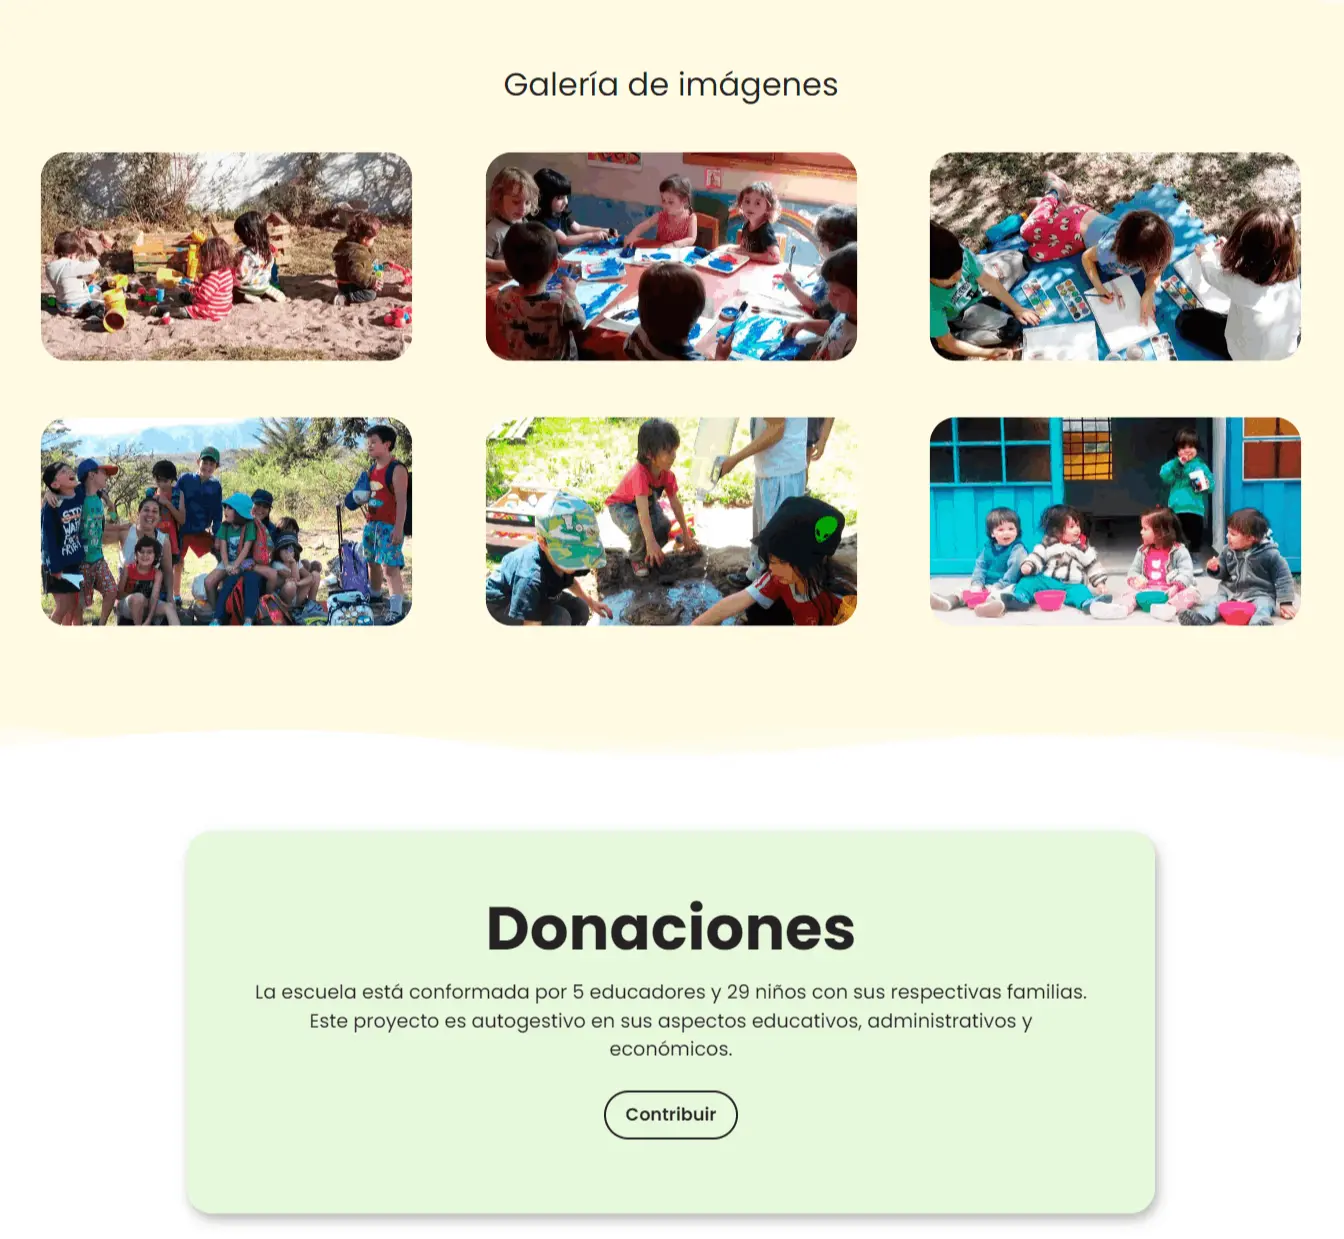 Galería de imágenes
Donaciones
La escuela está conformada por 5 educadores y 29 niños con sus respectivas familias.
Este proyecto es autogestivo en sus aspectos educativos, administrativos y
económicos.
Contribuir